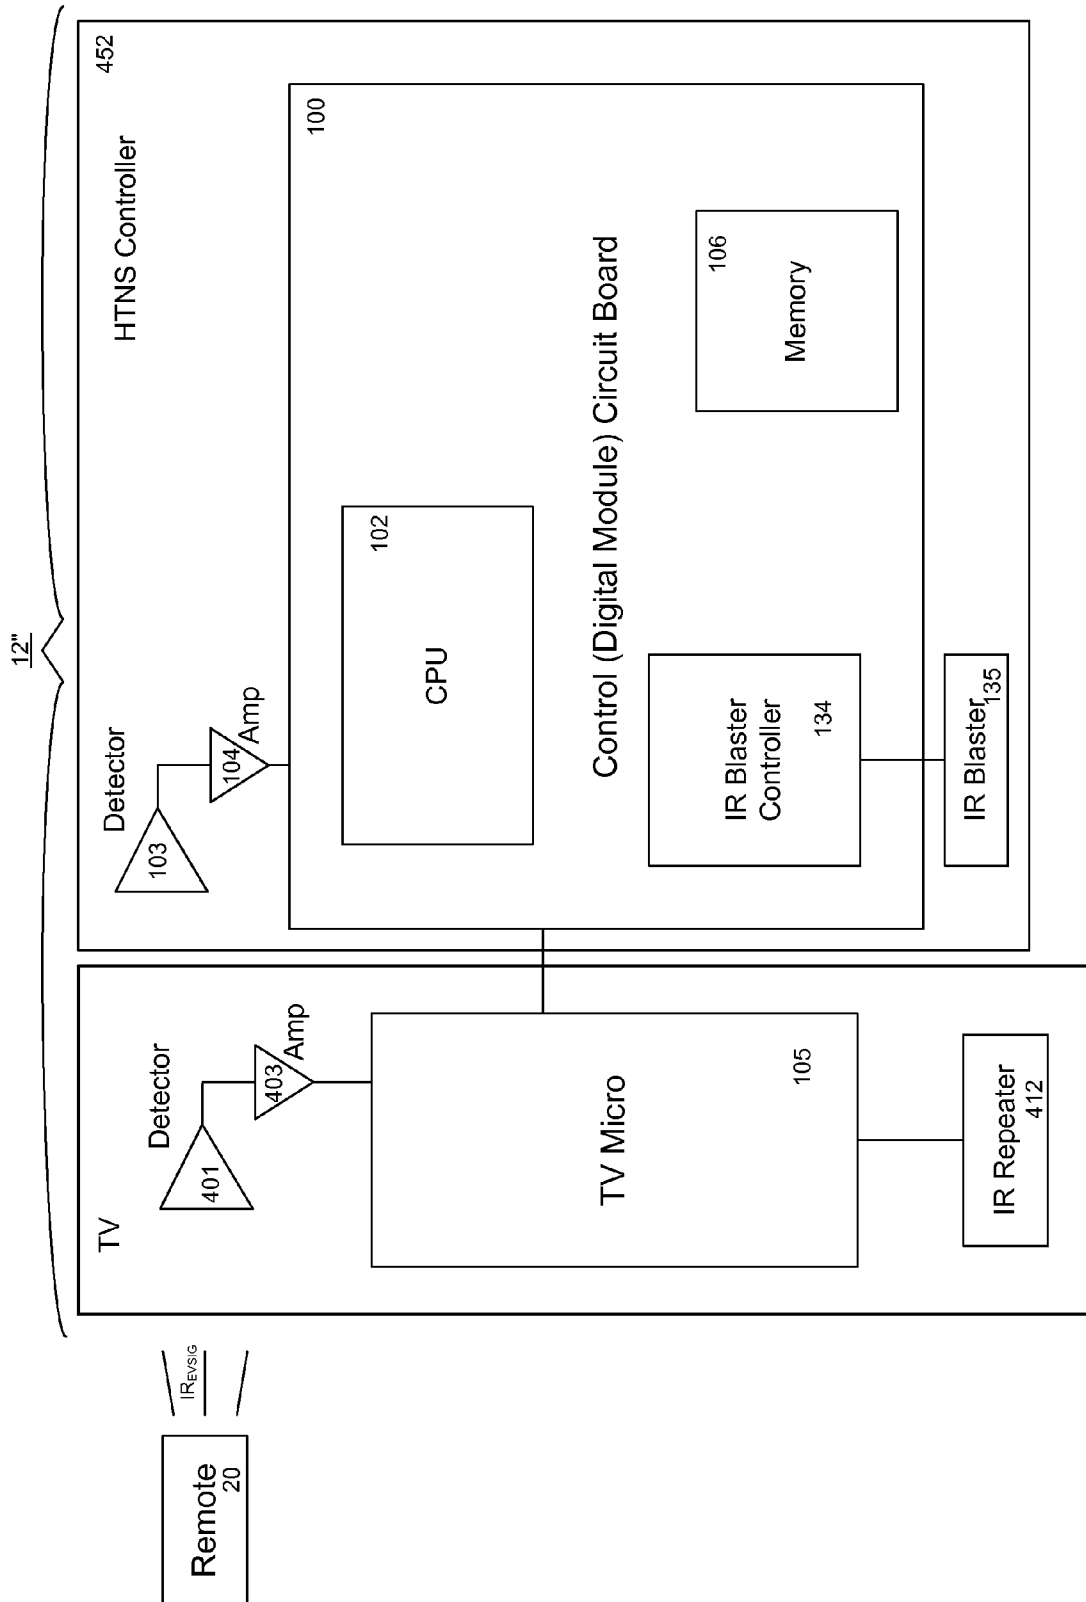 12"
452
HTNS Controller
100
Control (Digital Module) Circuit Board
106
Memory
102
CPU
IR Blaster
Controller
134
IR Blaster
135
Detector
103
104
Amp
TV
Detector
401
403
Amp
TV Micro
105
IR Repeater
412
IREVSIG
Remote
20